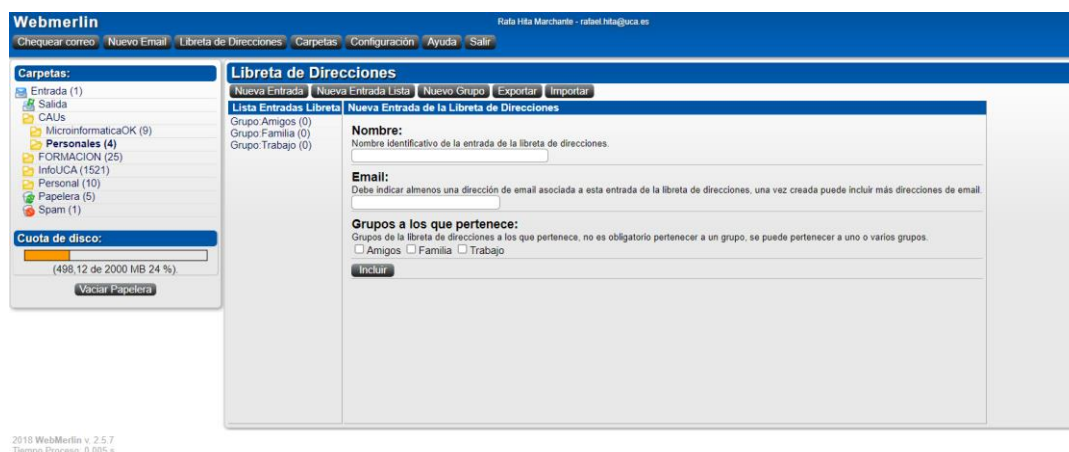 Webmerlin
Rafa Hita Marchante - rafael.hita@uca.es
Chequear correo Nuevo Email Libreta de Direcciones Carpetas Configuración Ayuda Salir
Carpetas:
Entrada (1)
Salida
CAUs
MicroinformaticaOK (9)
Personales (4)
FORMACION (25)
InfoUCA (1521)
Personal (10)
Papelera (5)
Spam (1)
Cuota de disco:
(498,12 de 2000 MB 24 %).
Vaciar Papelera
Libreta de Direcciones
Nueva Entrada Nueva Entrada Lista Nuevo Grupo Exportar Importar
Lista Entradas Libreta
Grupo:Amigos (0)
Grupo:Familia (0)
Grupo:Trabajo (0)
Nueva Entrada de la Libreta de Direcciones
Nombre:
Nombre identificativo de la entrada de la libreta de direcciones.
Email:
Debe indicar almenos una dirección de email asociada a esta entrada de la libreta de direcciones, una vez creada puede incluir más direcciones de email.
Grupos a los que pertenece:
Grupos de la libreta de direcciones a los que pertenece, no es obligatorio pertenecer a un grupo, se puede pertenecer a uno o varios grupos.
Amigos Familia Trabajo
Incluir
2018 WebMerlin v. 2.5.7
Tiempo Proceso: 0.005 s